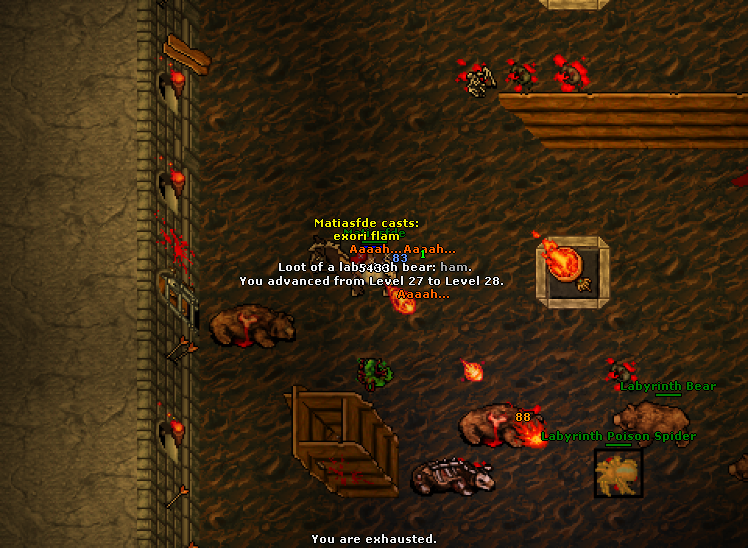 Matiasfde casts:
exori flam
Aaaah...Aaaah...
83
1
Loot of a lab5433h bear: ham.
You advanced from Level 27 to Level 28.
Aaaah...
Labyrinth Bear
88
Labyrinth Poison Spider
You are exhausted.